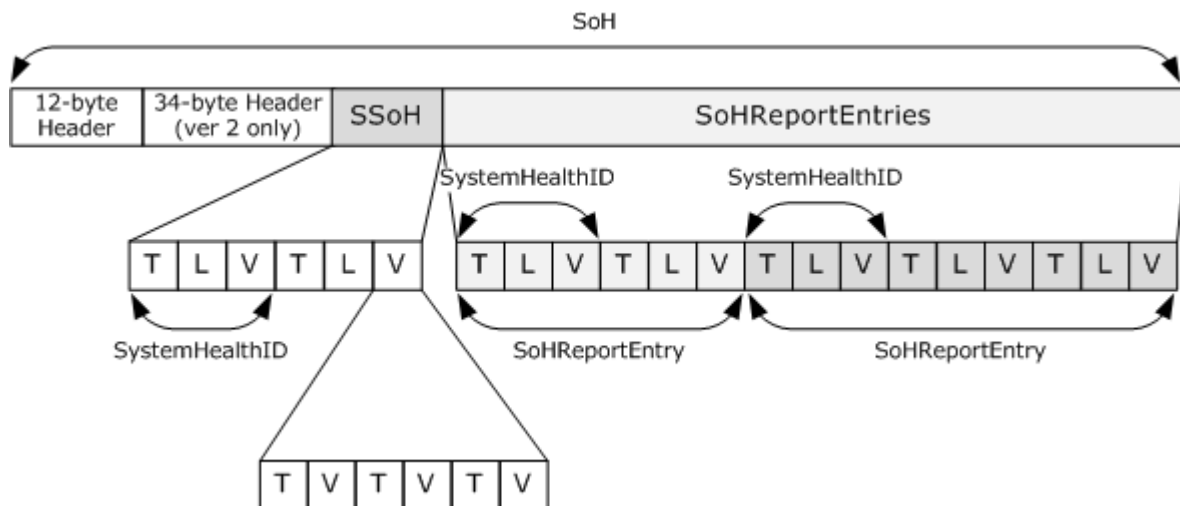 SoH
12-byte
Header
34-byte Header
(ver 2 only)
SSoH
SoHReportEntries
SystemHealthID
SystemHealthID
T L V T L V
T L V T L V T L V T L V T L V
SystemHealthID
SoHReportEntry
SoHReportEntry
T V T V T V